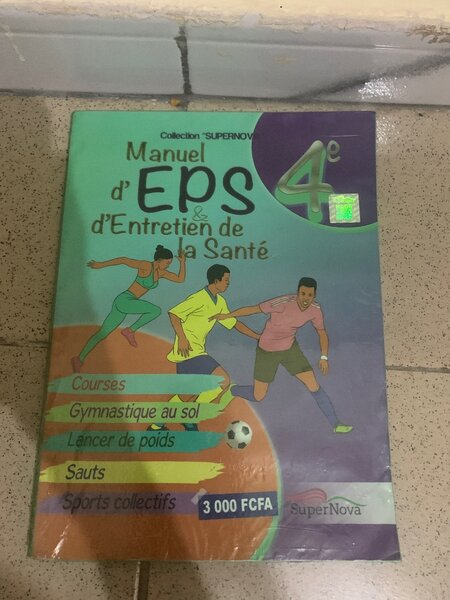 Collection "SUPERNOVA"
Manuel
d'EPS
&
d'Entretien de
la Santé
4e
Courses
Gymnastique au sol
Lancer de poids
Sauts
Sports collectifs
3 000 FCFA
SuperNova